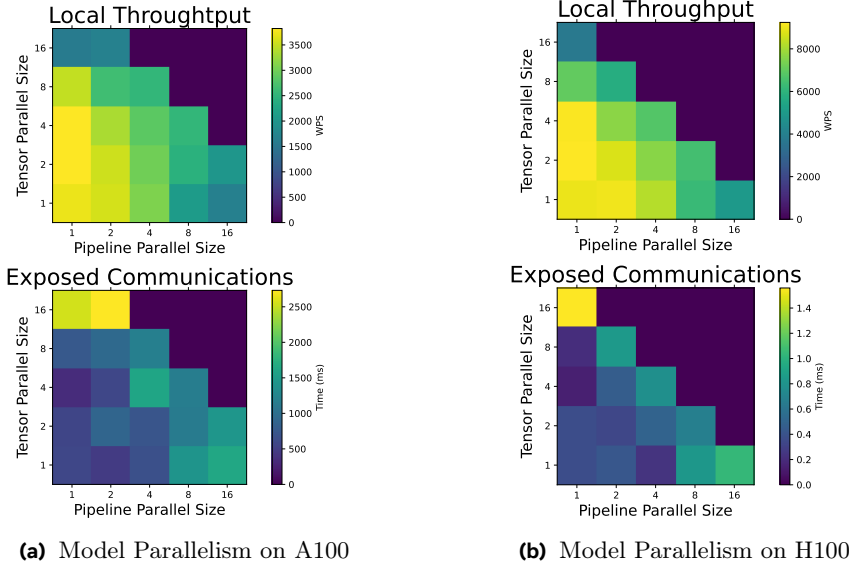 Local Throughtput
Tensor Parallel Size
16
8
4
2
1
1 2 4 8 16
Pipeline Parallel Size
3500
3000
2500
2000
1500
1000
500
0
WPS
Local Throughtput
Tensor Parallel Size
16
8
4
2
1
1 2 4 8 16
Pipeline Parallel Size
8000
6000
4000
2000
0
WPS
Exposed Communications
Tensor Parallel Size
16
8
4
2
1
1 2 4 8 16
Pipeline Parallel Size
2500
2000
1500
1000
500
0
Time (ms)
Exposed Communications
Tensor Parallel Size
16
8
4
2
1
1 2 4 8 16
Pipeline Parallel Size
1.4
1.2
1.0
0.8
0.6
0.4
0.2
0.0
Time (ms)
(a) Model Parallelism on A100
(b) Model Parallelism on H100